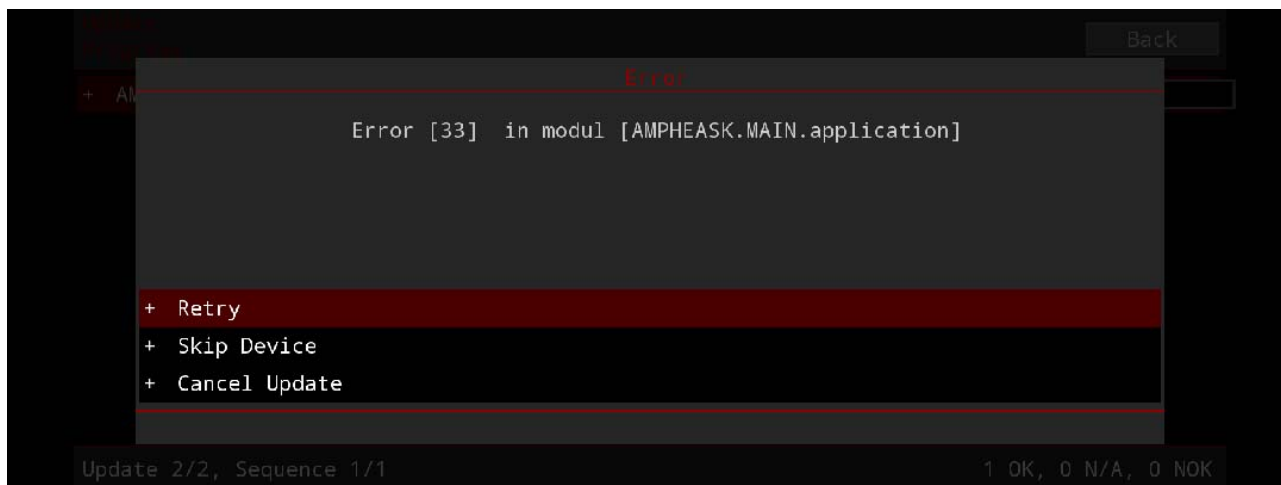 Back
+ AM
Error
Error [33] in modul [AMPHEASK.MAIN.application]
+ Retry
+ Skip Device
+ Cancel Update
Update 2/2, Sequence 1/1
1 OK, 0 N/A, 0 NOK